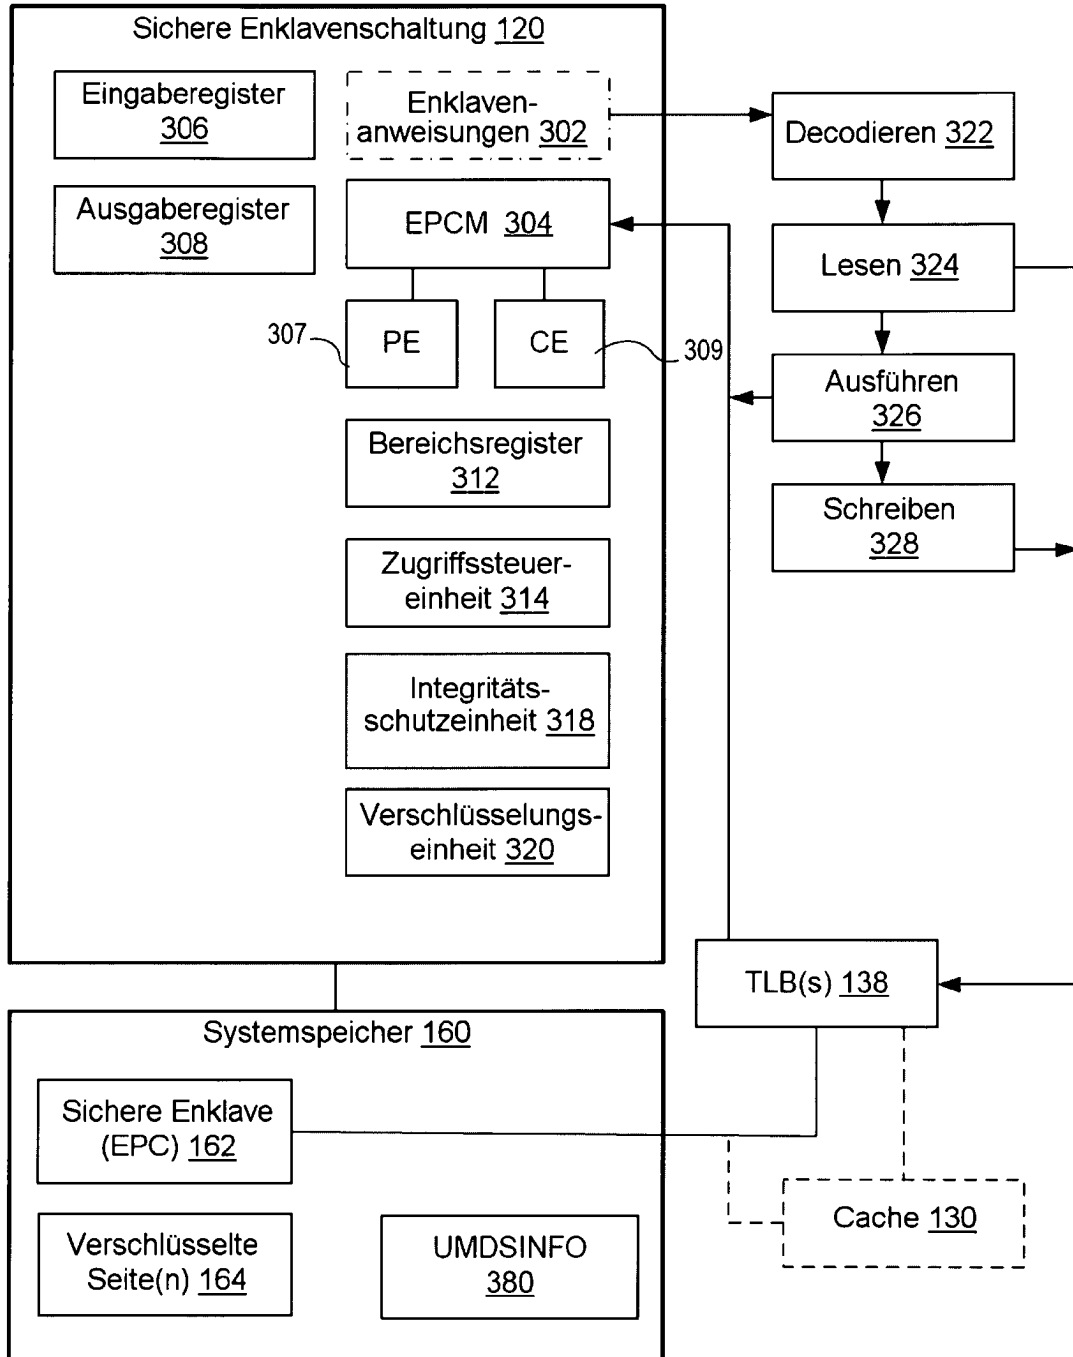 Sichere Enklavenschaltung 120
Eingaberegister
306
Enklaven-
anweisungen 302
Decodieren 322
Ausgaberegister
308
EPCM 304
Lesen 324
307
PE
CE
309
Ausführen
326
Bereichsregister
312
Schreiben
328
Zugriffssteuer-
einheit 314
Integritäts-
schutzeinheit 318
Verschlüsselungs-
einheit 320
TLB(s) 138
Systemspeicher 160
Sichere Enklave
(EPC) 162
Cache 130
Verschlüsselte
Seite(n) 164
UMDSINFO
380